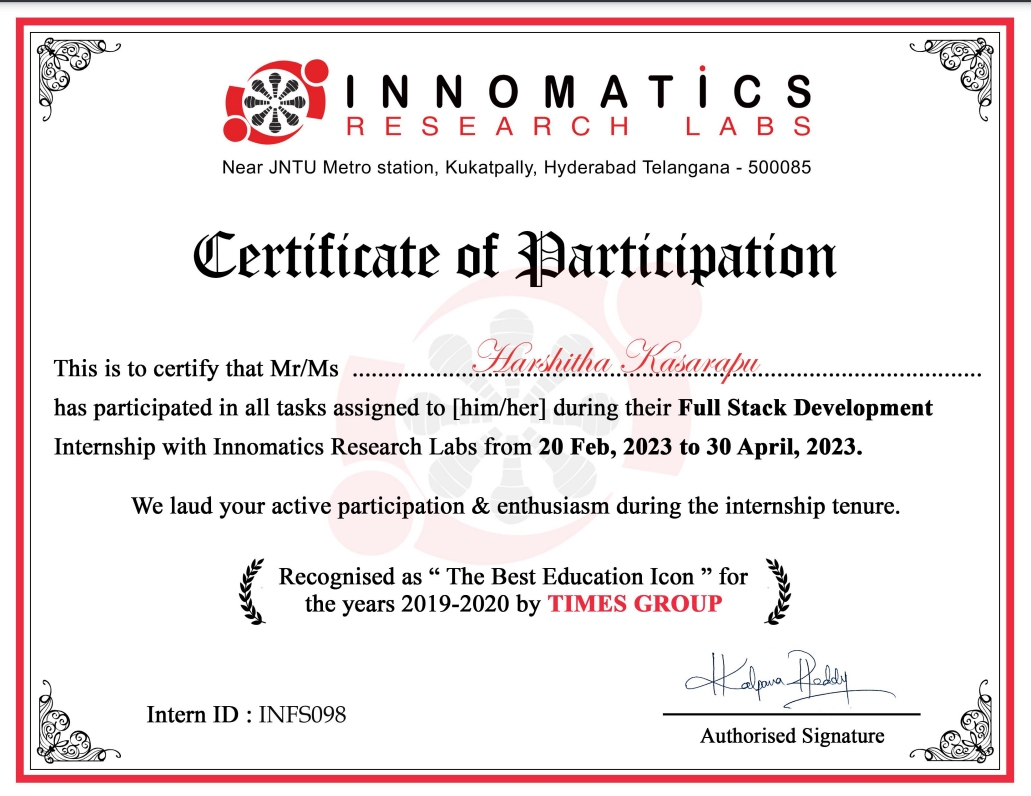 INNOMATICS
RESEARCH LABS
Near JNTU Metro station, Kukatpally, Hyderabad Telangana - 500085
Certificate of Participation
This is to certify that Mr/Ms Harshitha Kasarapu
has participated in all tasks assigned to [him/her] during their Full Stack Development
Internship with Innomatics Research Labs from 20 Feb, 2023 to 30 April, 2023.
We laud your active participation & enthusiasm during the internship tenure.
Recognised as “ The Best Education Icon ” for
the years 2019-2020 by TIMES GROUP
Kalpana Reddy
Intern ID : INFS098
Authorised Signature